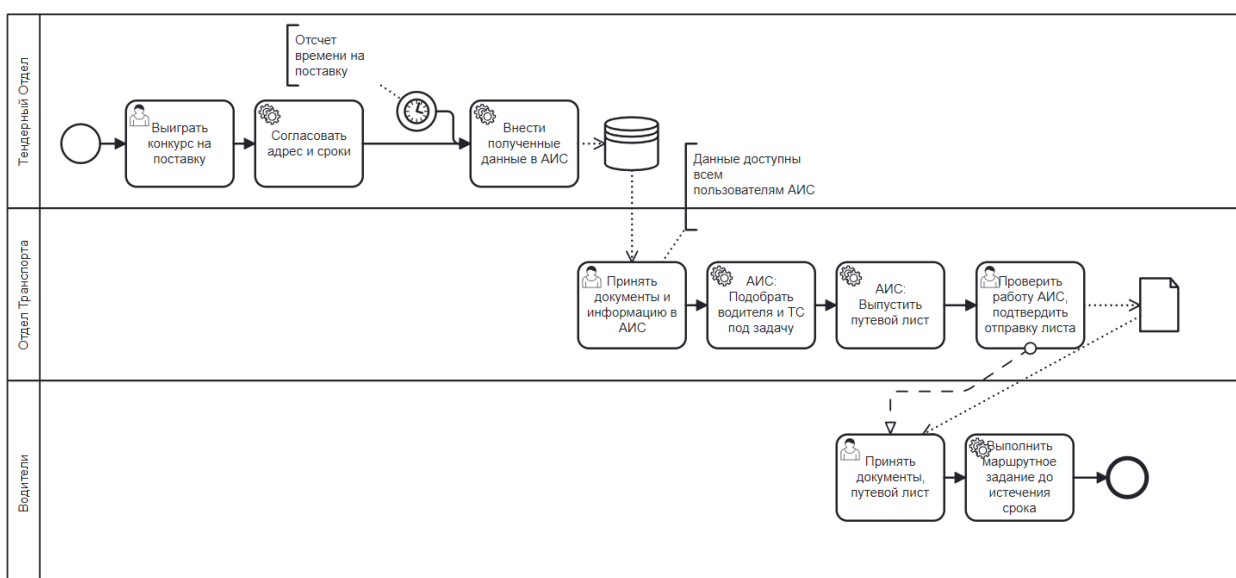 Тендерный Отдел
Отсчет
времени на
поставку
Выиграть
конкурс на
поставку
Согласовать
адрес и сроки
Внести
полученные
данные в АИС
Данные доступны
всем
пользователям АИС
Отдел Транспорта
Принять
документы и
информацию в
АИС
АИС:
Подобрать
водителя и ТС
под задачу
АИС:
Выпустить
путевой лист
Проверить
работу АИС,
подтвердить
отправку листа
Водители
Принять
документы,
путевой лист
Выполнить
маршрутное
задание до
истечения
срока